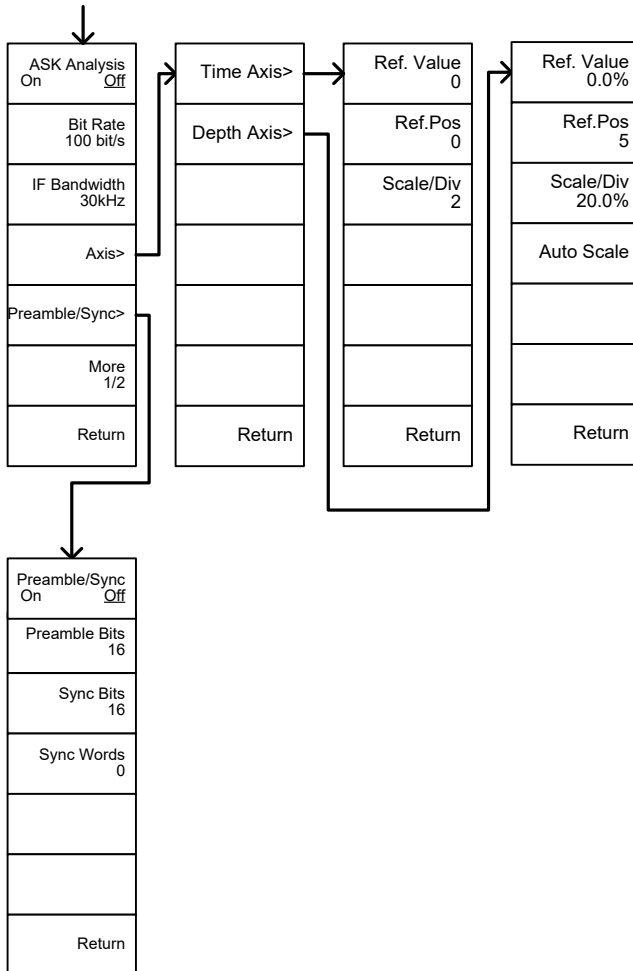 ASK Analysis
On Off
Bit Rate
100 bit/s
IF Bandwidth
30kHz
Axis>
Preamble/Sync>
More
1/2
Return
Time Axis>
Depth Axis>
Return
Ref. Value
0
Ref.Pos
0
Scale/Div
2
Return
Ref. Value
0.0%
Ref.Pos
5
Scale/Div
20.0%
Auto Scale
Return
Preamble/Sync
On Off
Preamble Bits
16
Sync Bits
16
Sync Words
0
Return